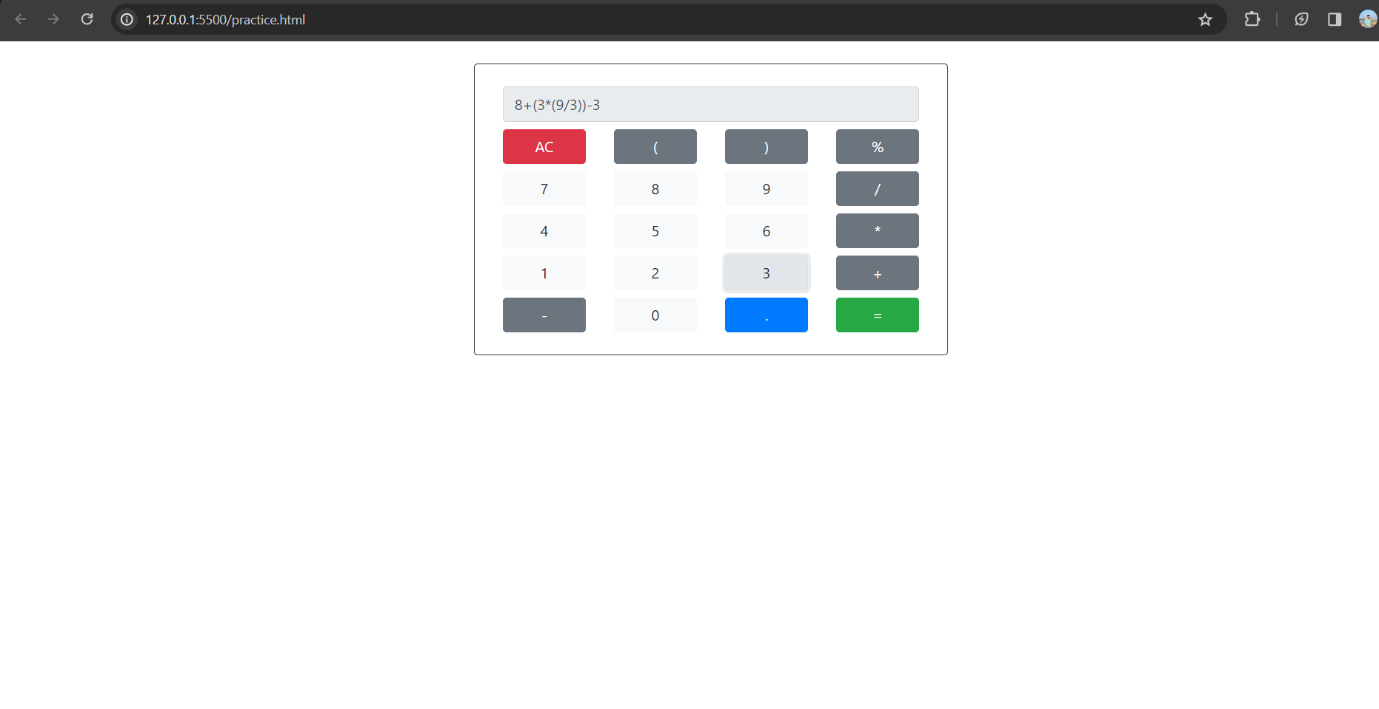 127.0.0.1:5500/practice.html
8+(3*(9/3))-3
AC ( ) %
7 8 9 /
4 5 6 *
1 2 3 +
- 0 . =